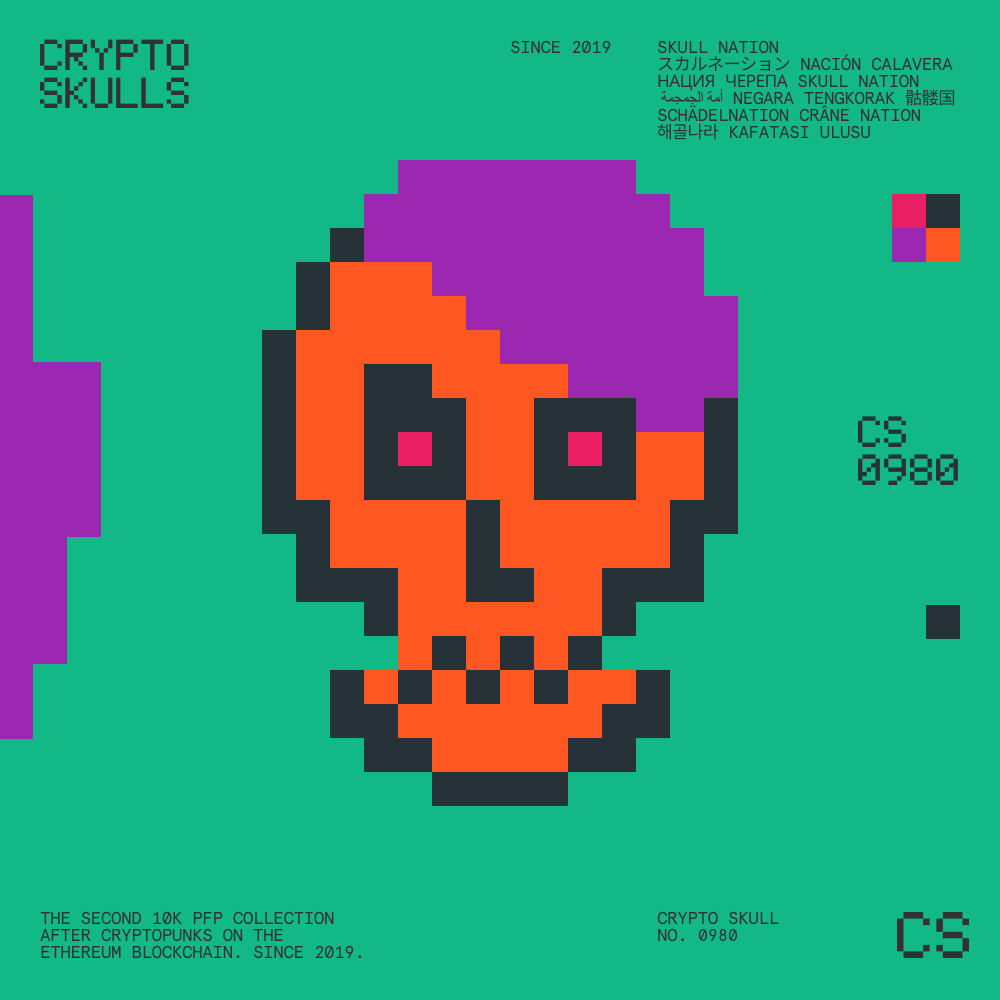 CRYPTO
SKULLS
SINCE 2019
SKULL NATION
スカルネーション NACIÓN CALAVERA
НАЦИЯ ЧЕРЕПА SKULL NATION
أمة الجمجمة NEGARA TENGKORAK 骷髅国
SCHÄDELNATION CRÂNE NATION
해골나라 KAFATASI ULUSU
CS
0980
THE SECOND 10K PFP COLLECTION
AFTER CRYPTOPUNKS ON THE
ETHEREUM BLOCKCHAIN. SINCE 2019.
CRYPTO SKULL
NO. 0980
CS